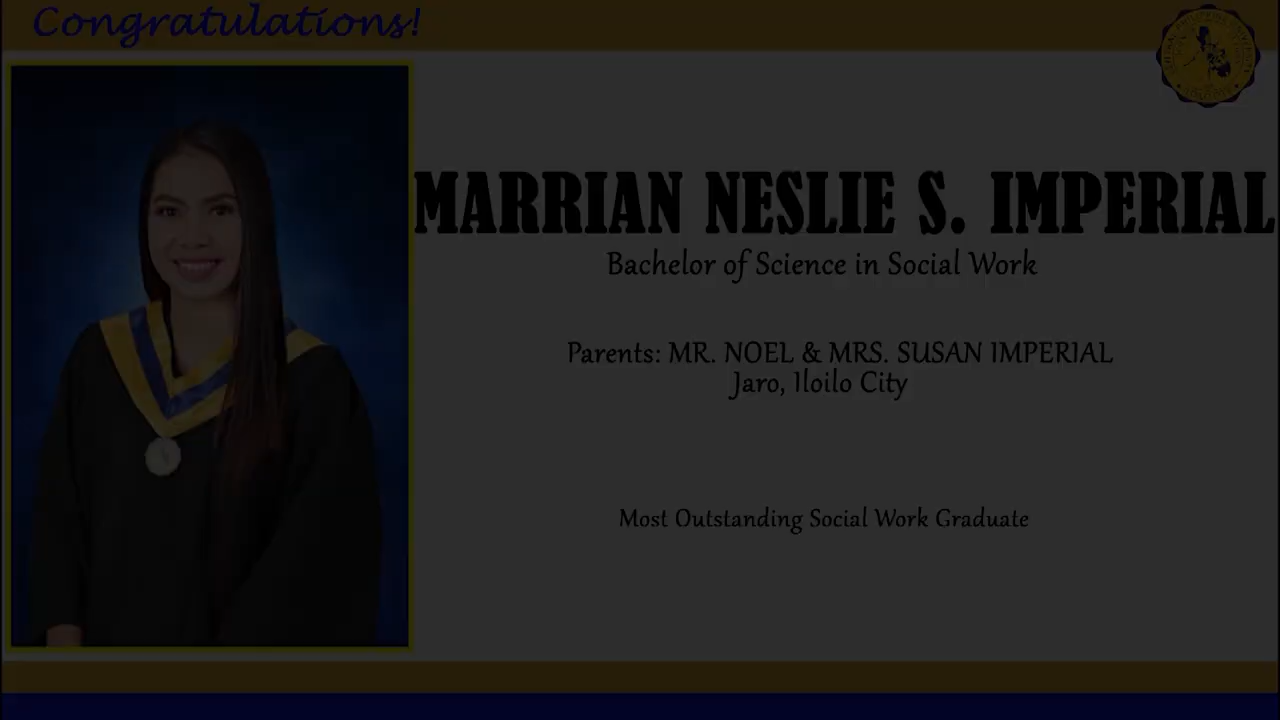 Congratulations!
MARRIAN NESLIE S. IMPERIAL
Bachelor of Science in Social Work
Parents: MR. NOEL & MRS. SUSAN IMPERIAL
Jaro, Iloilo City
Most Outstanding Social Work Graduate